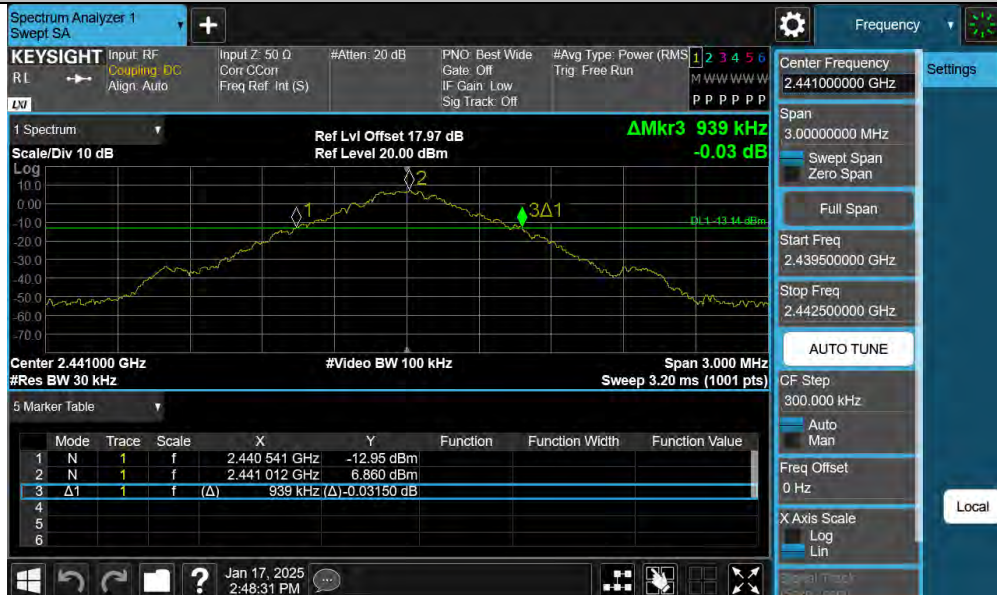 Spectrum Analyzer 1
Swept SA
+
Frequency
KEYSIGHT Input: RF
Coupling: DC
Align: Auto
Input Z: 50 Ω
Corr CCorr
Freq Ref: Int (S)
#Atten: 20 dB
PNO: Best Wide
Gate: Off
IF Gain: Low
Sig Track: Off
#Avg Type: Power (RMS
Trig: Free Run
1 2 3 4 5 6
M W W W W W
P P P P P P
R L
LXI
1 Spectrum
Scale/Div 10 dB
Ref Lvl Offset 17.97 dB
Ref Level 20.00 dBm
ΔMkr3 939 kHz
-0.03 dB
Log
10.0
0.00
-10.0
-20.0
-30.0
-40.0
-50.0
-60.0
-70.0
1
2
3Δ1
DL1 -13.14 dBm
Center 2.441000 GHz
#Video BW 100 kHz
Span 3.000 MHz
#Res BW 30 kHz
Sweep 3.20 ms (1001 pts)
5 Marker Table
Mode Trace Scale X Y Function Function Width Function Value
1 N 1 f 2.440 541 GHz -12.95 dBm
2 N 1 f 2.441 012 GHz 6.860 dBm
3 Δ1 1 f (Δ) 939 kHz (Δ) -0.03150 dB
4
5
6
Jan 17, 2025
2:48:31 PM
Center Frequency
2.441000000 GHz
Settings
Span
3.00000000 MHz
Swept Span
Zero Span
Full Span
Start Freq
2.439500000 GHz
Stop Freq
2.442500000 GHz
AUTO TUNE
CF Step
300.000 kHz
Auto
Man
Freq Offset
0 Hz
Local
X Axis Scale
Log
Lin
Signal Track